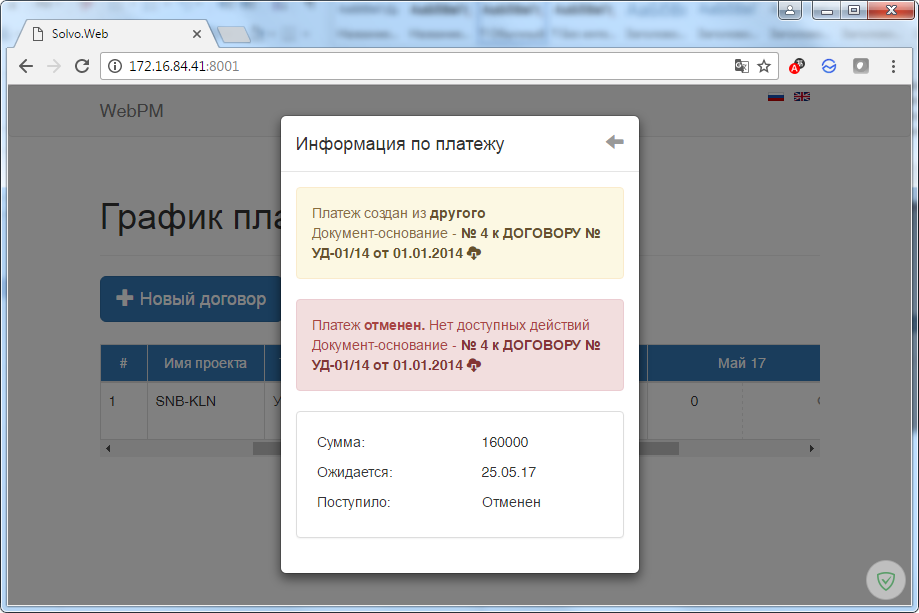 Solvo.Web
172.16.84.41:8001
WebPM
Информация по платежу
Платеж создан из другого
Документ-основание - № 4 к ДОГОВОРУ №
УД-01/14 от 01.01.2014
График пла
Новый договор
Платеж отменен. Нет доступных действий
Документ-основание - № 4 к ДОГОВОРУ №
УД-01/14 от 01.01.2014
# Имя проекта Май 17
1 SNB-KLN 0
Сумма: 160000
Ожидается: 25.05.17
Поступило: Отменен